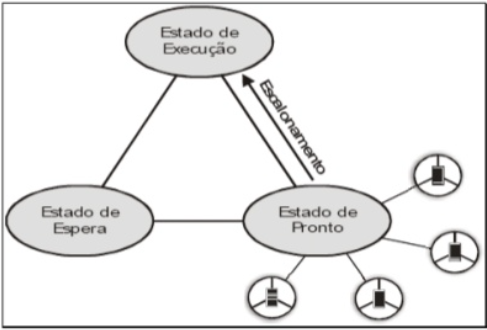 Estado de
Execução
Escalonamento
Estado de
Espera
Estado de
Pronto